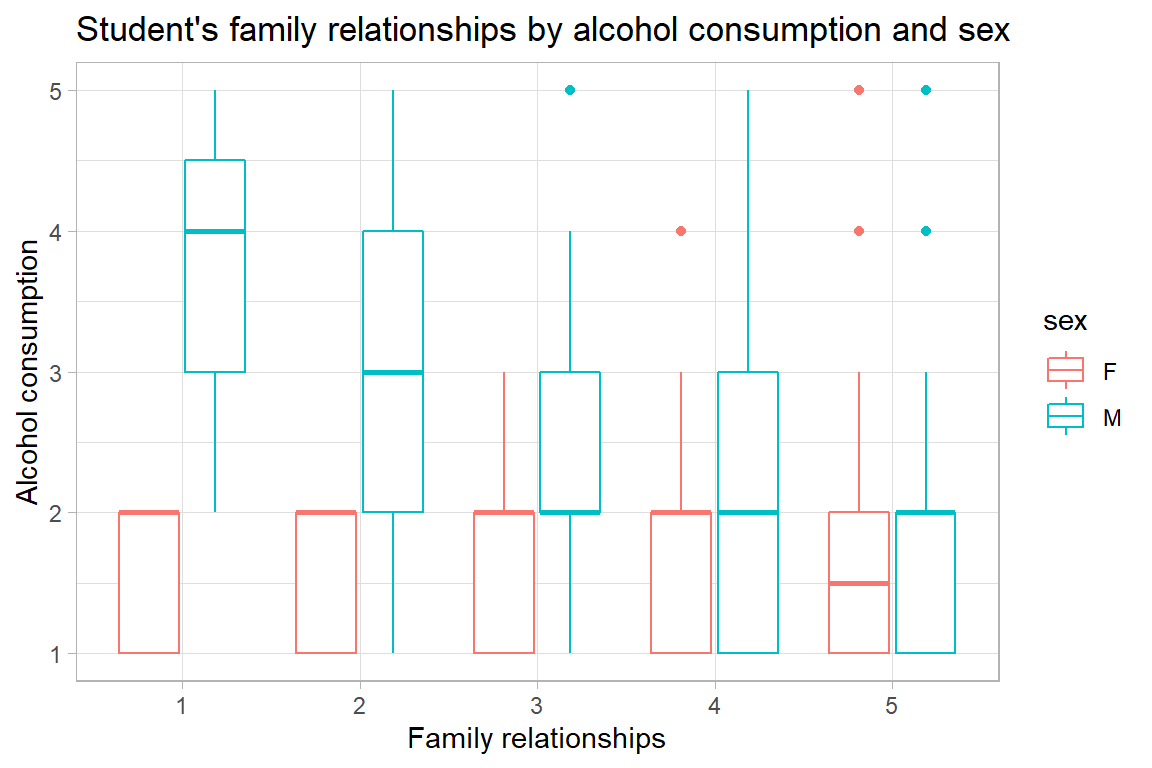 Student's family relationships by alcohol consumption and sex
5
4
3
2
1
Alcohol consumption
1 2 3 4 5
Family relationships
sex
F
M